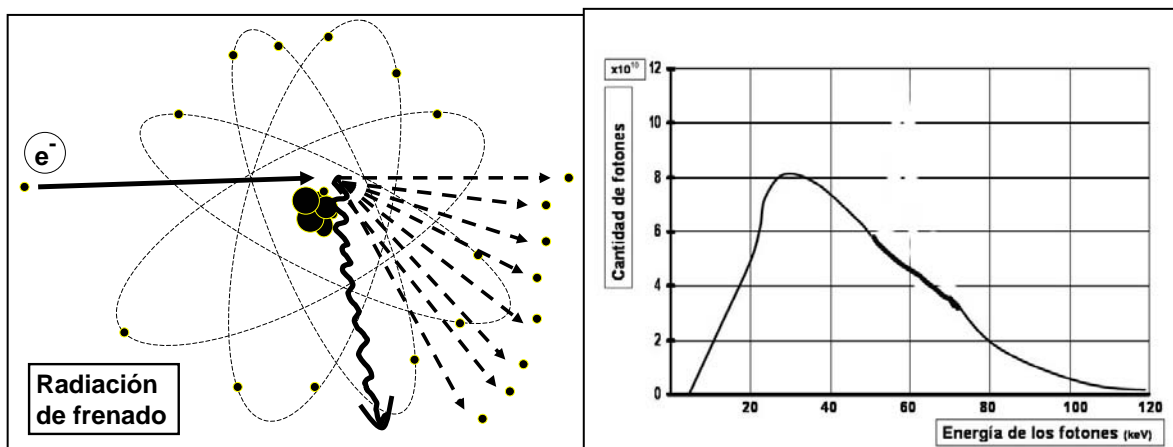 e-
Radiación
de frenado
x10¹⁰
Cantidad de fotones
12
10
8
6
4
2
0
20
40
60
80
100
120
Energía de los fotones (keV)